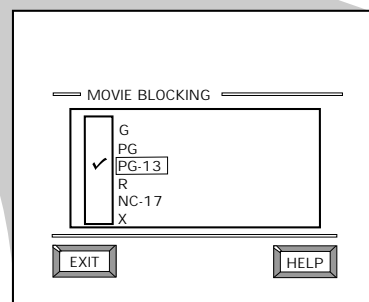 MOVIE BLOCKING
G
PG
✓ PG-13
R
NC-17
X
EXIT HELP